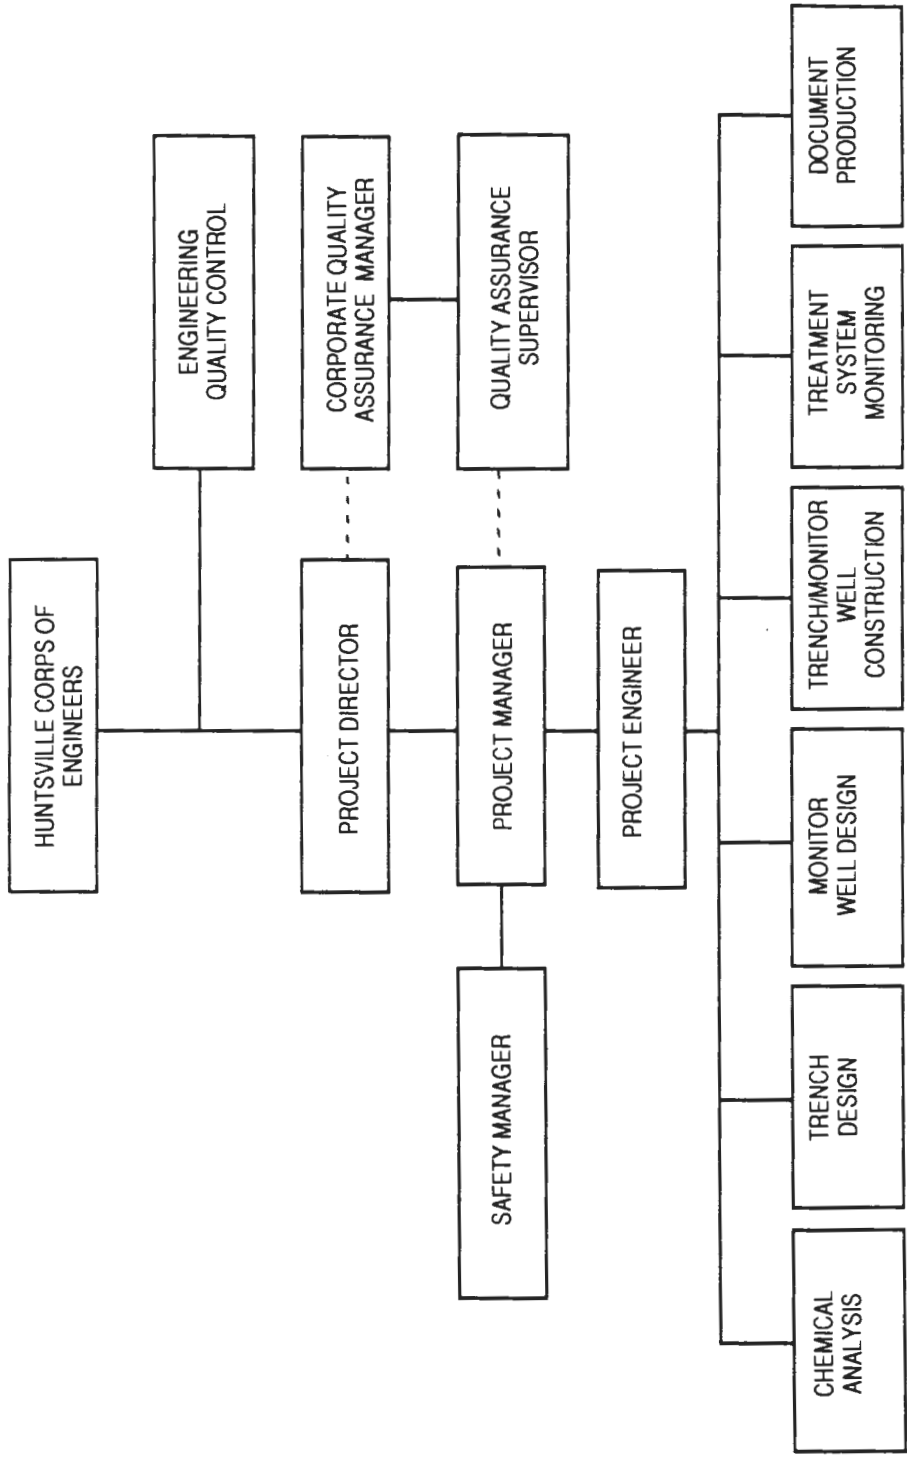 HUNTSVILLE CORPS OF
ENGINEERS
ENGINEERING
QUALITY CONTROL
PROJECT DIRECTOR
CORPORATE QUALITY
ASSURANCE MANAGER
SAFETY MANAGER
PROJECT MANAGER
QUALITY ASSURANCE
SUPERVISOR
PROJECT ENGINEER
CHEMICAL
ANALYSIS
TRENCH
DESIGN
MONITOR
WELL DESIGN
TRENCH/MONITOR
WELL
CONSTRUCTION
TREATMENT
SYSTEM
MONITORING
DOCUMENT
PRODUCTION